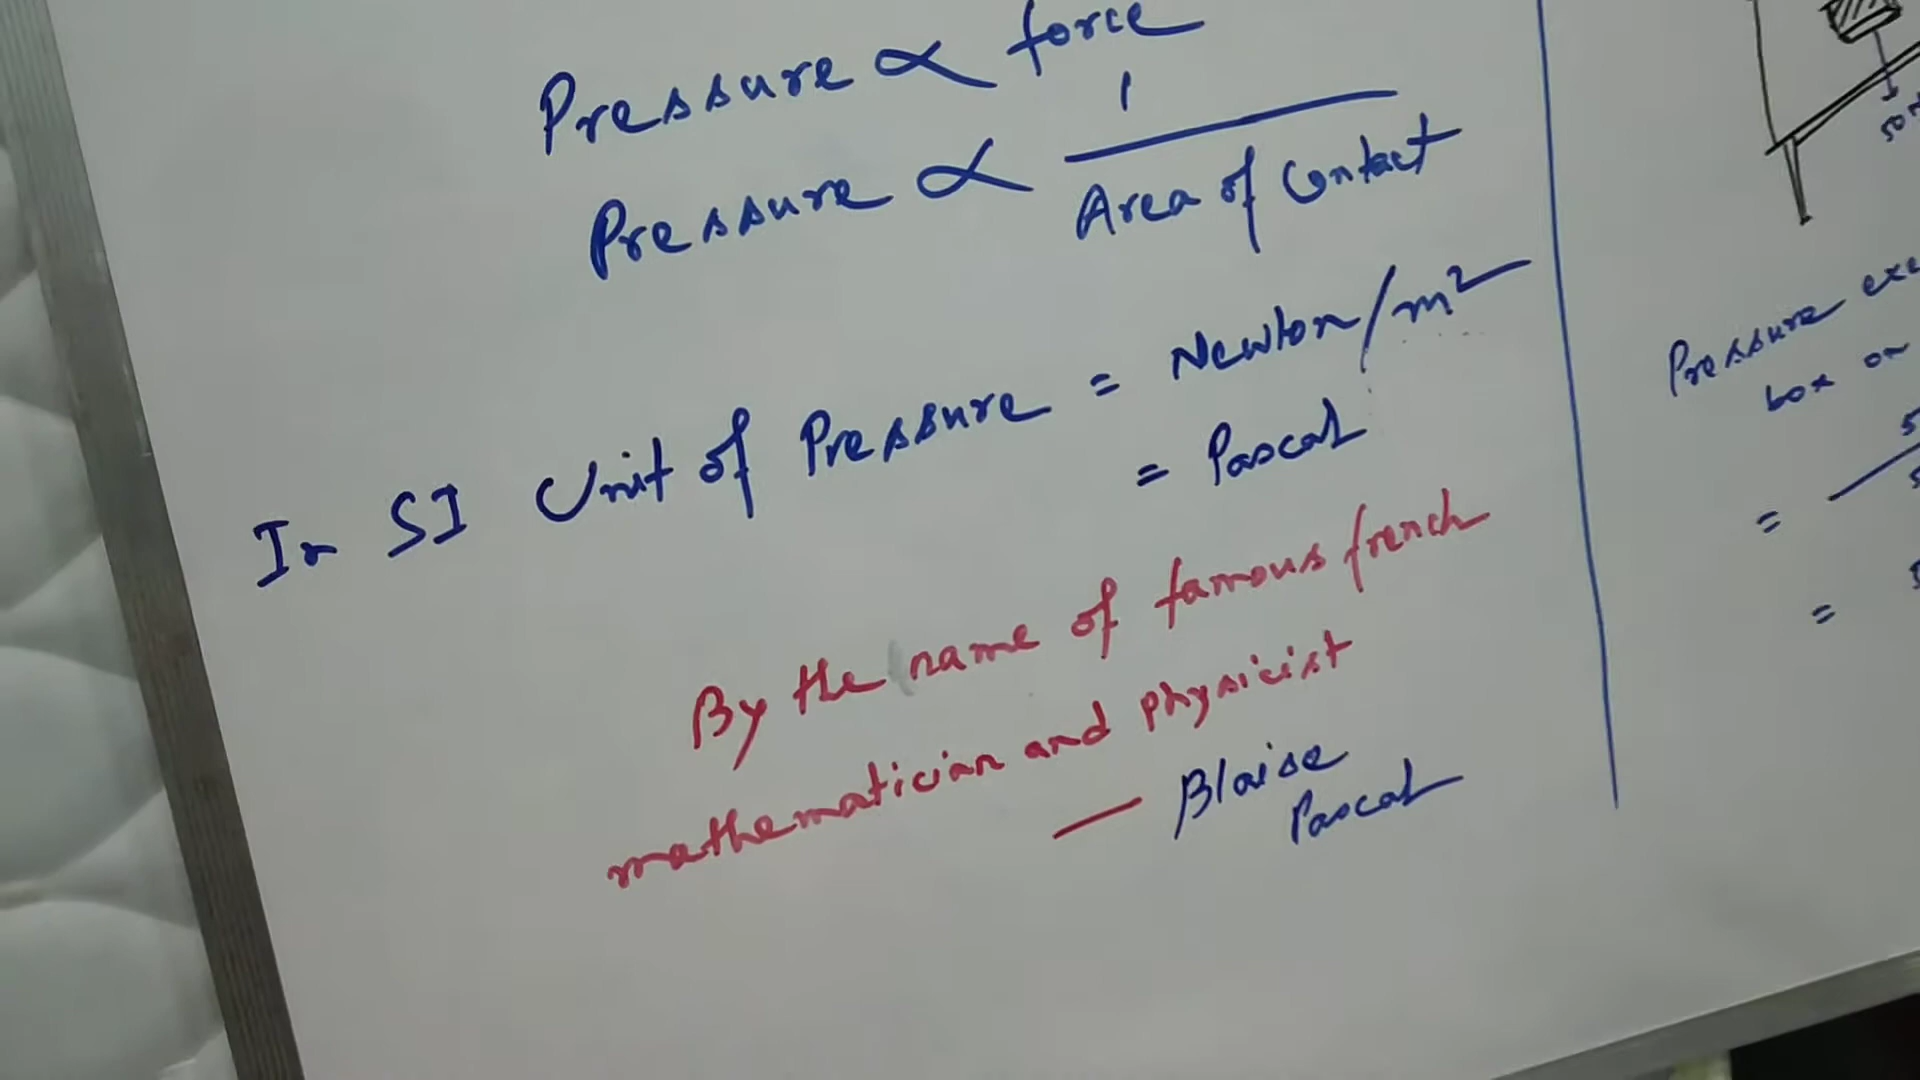 Pressure ∝ force
Pressure ∝ 1
Area of Contact
In SI Unit of Pressure = Newton/m²
= Pascal
By the name of famous french
mathematician and physicist
— Blaise
Pascal
Pressure
box on
=
=